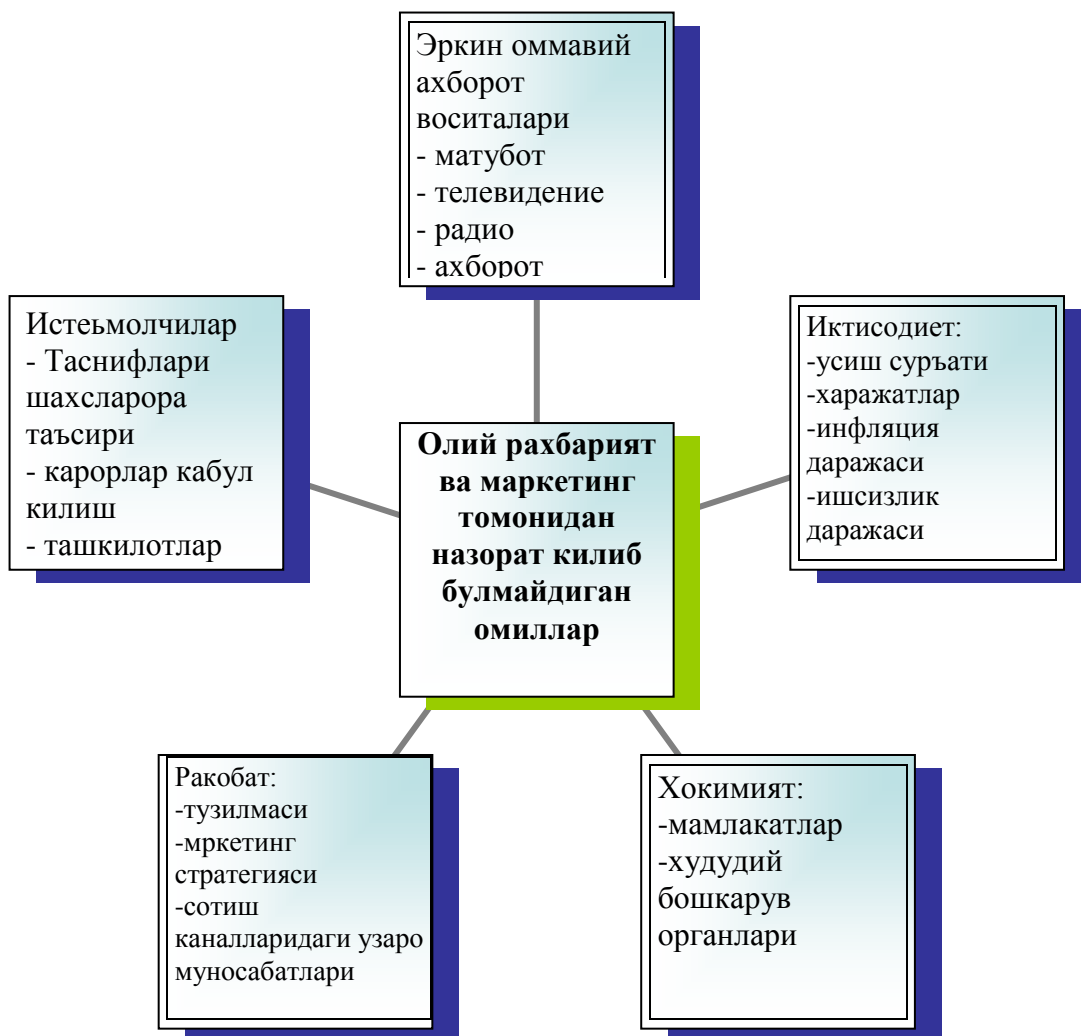 Эркин оммавий
ахборот
воситалари
- матубот
- телевидение
- радио
- ахборот
Истеьмолчилар
- Таснифлари
шахсларора
таъсири
- карорлар кабул
килиш
- ташкилотлар
Иктисодиет:
-усиш суръати
-харажатлар
-инфляция
даражаси
-ишсизлик
даражаси
Олий рахбарият
ва маркетинг
томонидан
назорат килиб
булмайдиган
омиллар
Ракобат:
-тузилмаси
-мркетинг
стратегияси
-сотиш
каналларидаги узаро
муносабатлари
Хокимият:
-мамлакатлар
-худудий
бошкарув
органлари